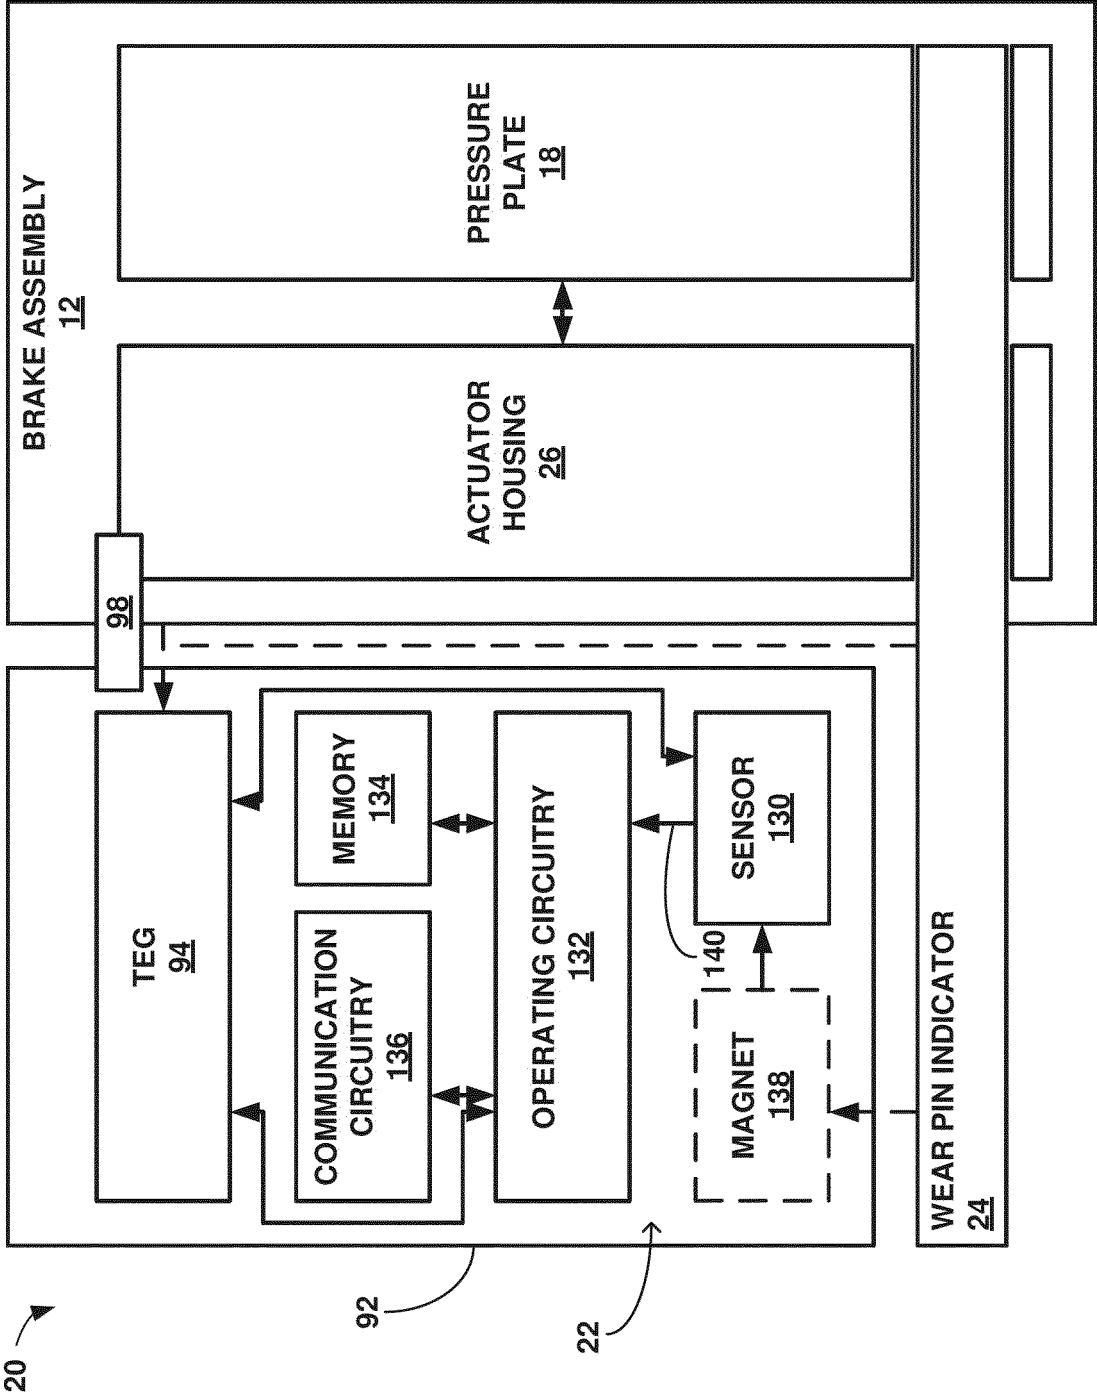 20
BRAKE ASSEMBLY
12
98
TEG
94
92
COMMUNICATION
CIRCUITRY
136
MEMORY
134
ACTUATOR
HOUSING
26
PRESSURE
PLATE
18
OPERATING CIRCUITRY
132
22
140
MAGNET
138
SENSOR
130
WEAR PIN INDICATOR
24